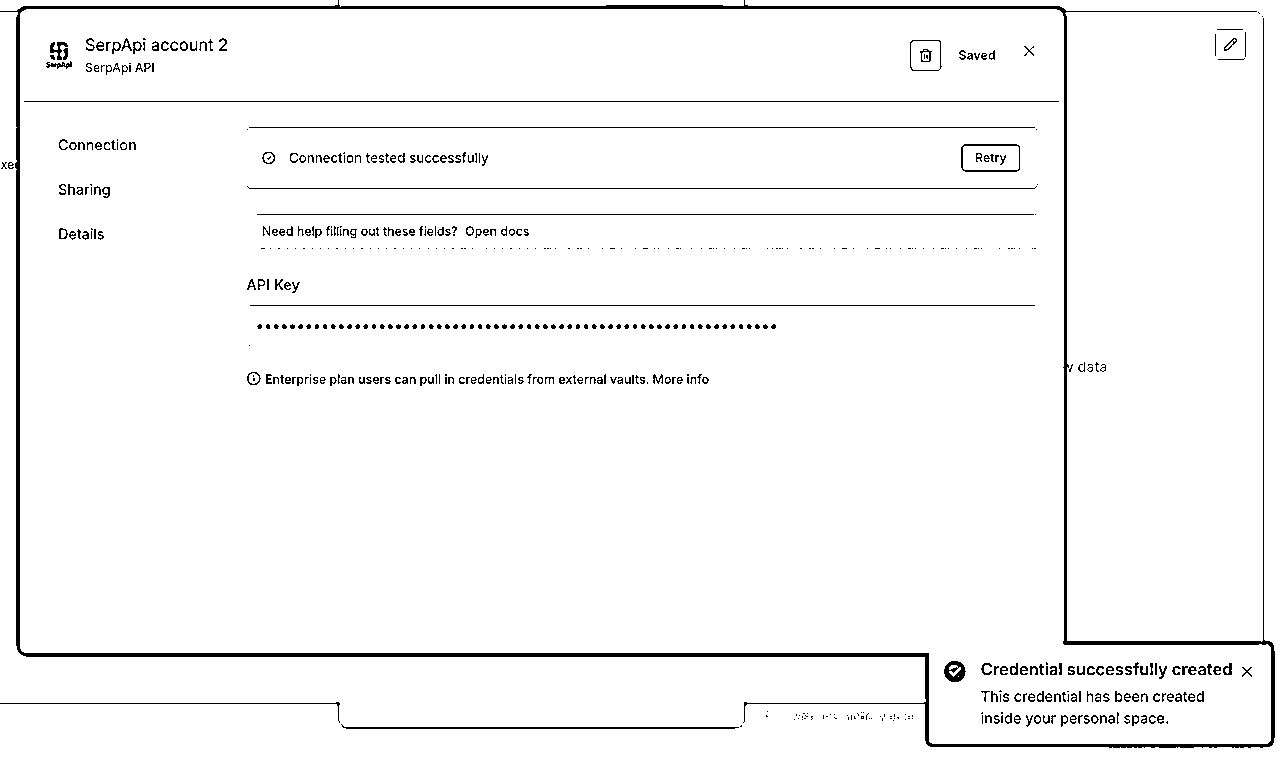 SerpApi account 2
SerpApi
SerpApi API
Saved
Connection
Sharing
Details
Connection tested successfully
Retry
Need help filling out these fields? Open docs
API Key
••••••••••••••••••••••••••••••••••••••••••••••••••••••••••••••••
Enterprise plan users can pull in credentials from external vaults. More info
data
Credential successfully created
This credential has been created
inside your personal space.